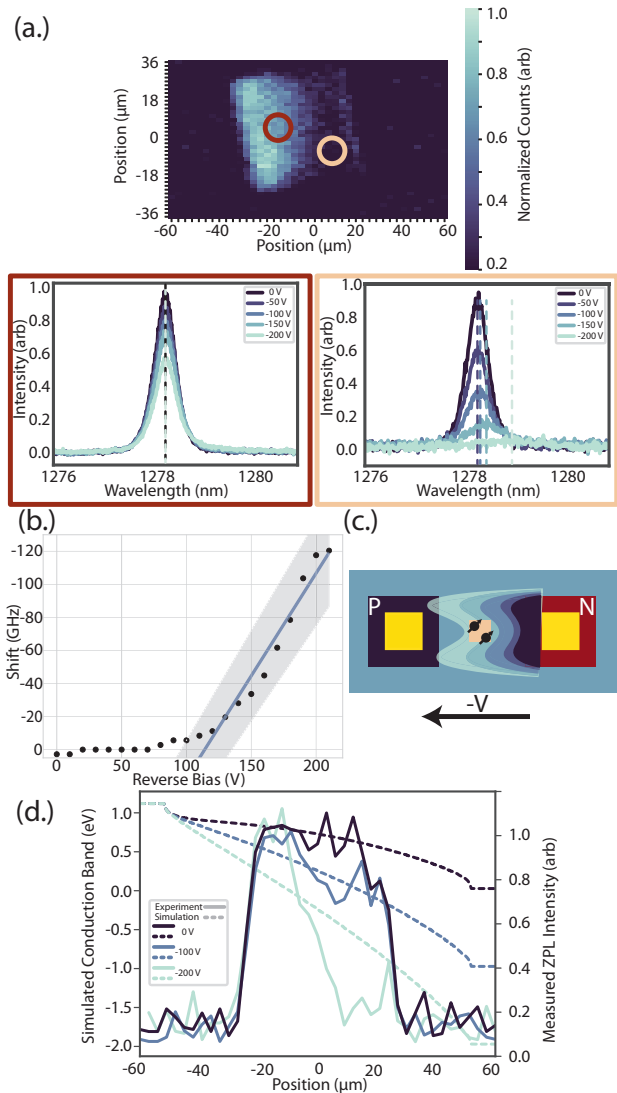 (a.)
36
18
0
-18
-36
Position (µm)
-60 -40 -20 0 20 40 60
Position (µm)
1.0
0.8
0.6
0.4
0.2
Normalized Counts (arb)
1.0
0.8
0.6
0.4
0.2
0.0
Intensity (arb)
0 V
-50 V
-100 V
-150 V
-200 V
1276 1278 1280
Wavelength (nm)
1.0
0.8
0.6
0.4
0.2
0.0
Intensity (arb)
0 V
-50 V
-100 V
-150 V
-200 V
1276 1278 1280
Wavelength (nm)
(b.)
-120
-100
-80
-60
-40
-20
0
Shift (GHz)
0 50 100 150 200
Reverse Bias (V)
(c.)
P N
-V
(d.)
1.0
0.5
0.0
-0.5
-1.0
-1.5
-2.0
Simulated Conduction Band (eV)
Experiment
Simulation
0 V
-100 V
-200 V
1.0
0.8
0.6
0.4
0.2
0.0
Measured ZPL Intensity (arb)
-60 -40 -20 0 20 40 60
Position (µm)